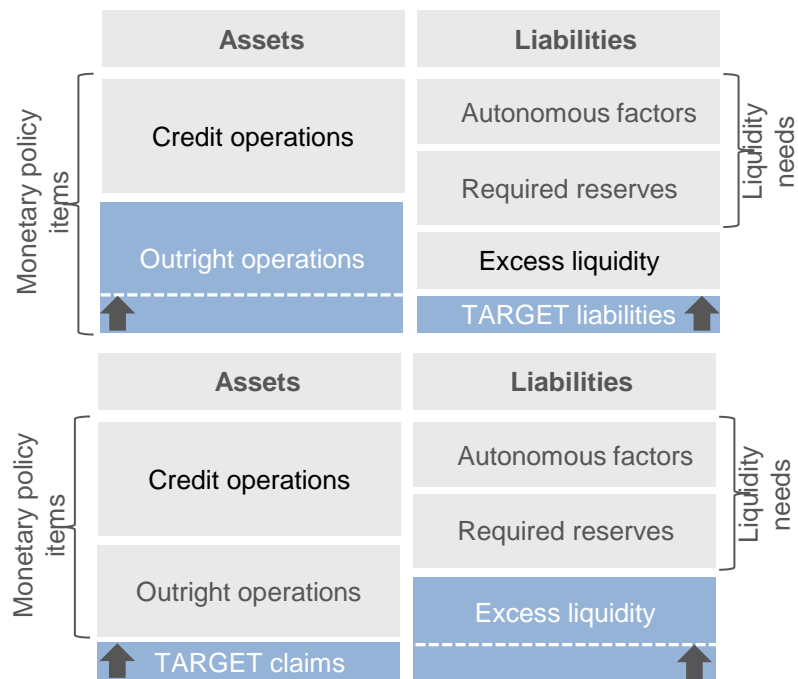 Assets
Liabilities
Monetary policy
items
Credit operations
Outright operations
Autonomous factors
Required reserves
Excess liquidity
TARGET liabilities
Liquidity
needs
Assets
Liabilities
Monetary policy
items
Credit operations
Outright operations
TARGET claims
Autonomous factors
Required reserves
Excess liquidity
Liquidity
needs